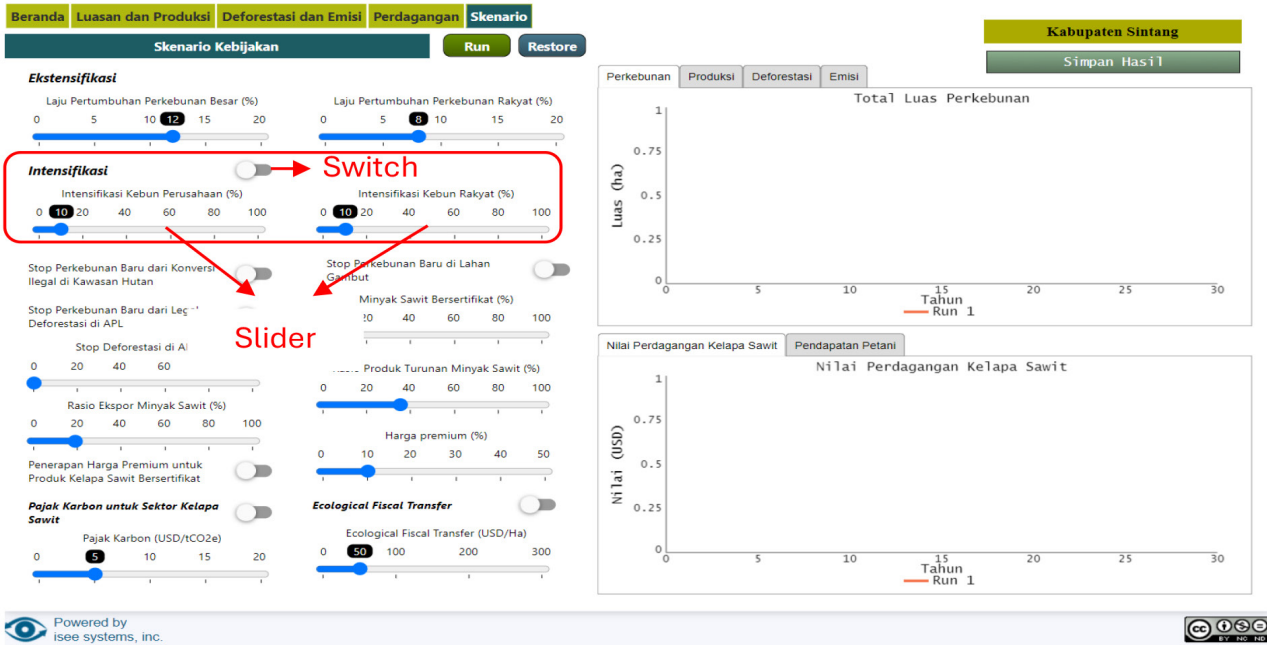 Beranda Luasan dan Produksi Deforestasi dan Emisi Perdagangan Skenario
Skenario Kebijakan Run Restore
Kabupaten Sintang
Simpan Hasil
Ekstensifikasi
Laju Pertumbuhan Perkebunan Besar (%)
0 5 10 12 15 20
Laju Pertumbuhan Perkebunan Rakyat (%)
0 5 8 10 15 20
Intensifikasi
Switch
Intensifikasi Kebun Perusahaan (%)
0 10 20 40 60 80 100
Intensifikasi Kebun Rakyat (%)
0 10 20 40 60 80 100
Stop Perkebunan Baru dari Konversi
Ilegal di Kawasan Hutan
Stop Perkebunan Baru di Lahan
Gambut
Stop Perkebunan Baru dari
Deforestasi di APL
Minyak Sawit Bersertifikat (%)
20 40 60 80 100
Slider
Stop Deforestasi di
0 20 40 60
Produk Turunan Minyak Sawit (%)
0 20 40 60 80 100
Rasio Ekspor Minyak Sawit (%)
0 20 40 60 80 100
Harga premium (%)
0 10 20 30 40 50
Penerapan Harga Premium untuk
Produk Kelapa Sawit Bersertifikat
Pajak Karbon untuk Sektor Kelapa
Sawit
Ecological Fiscal Transfer
Pajak Karbon (USD/tCO2e)
0 5 10 15 20
Ecological Fiscal Transfer (USD/Ha)
0 50 100 200 300
Perkebunan Produksi Deforestasi Emisi
Total Luas Perkebunan
Luas (ha)
1
0.75
0.5
0.25
0
0 5 10 15 20 25 30
Tahun
Run 1
Nilai Perdagangan Kelapa Sawit Pendapatan Petani
Nilai Perdagangan Kelapa Sawit
Nilai (USD)
1
0.75
0.5
0.25
0
0 5 10 15 20 25 30
Tahun
Run 1
Powered by
isee systems, inc.
cc
BY NC ND